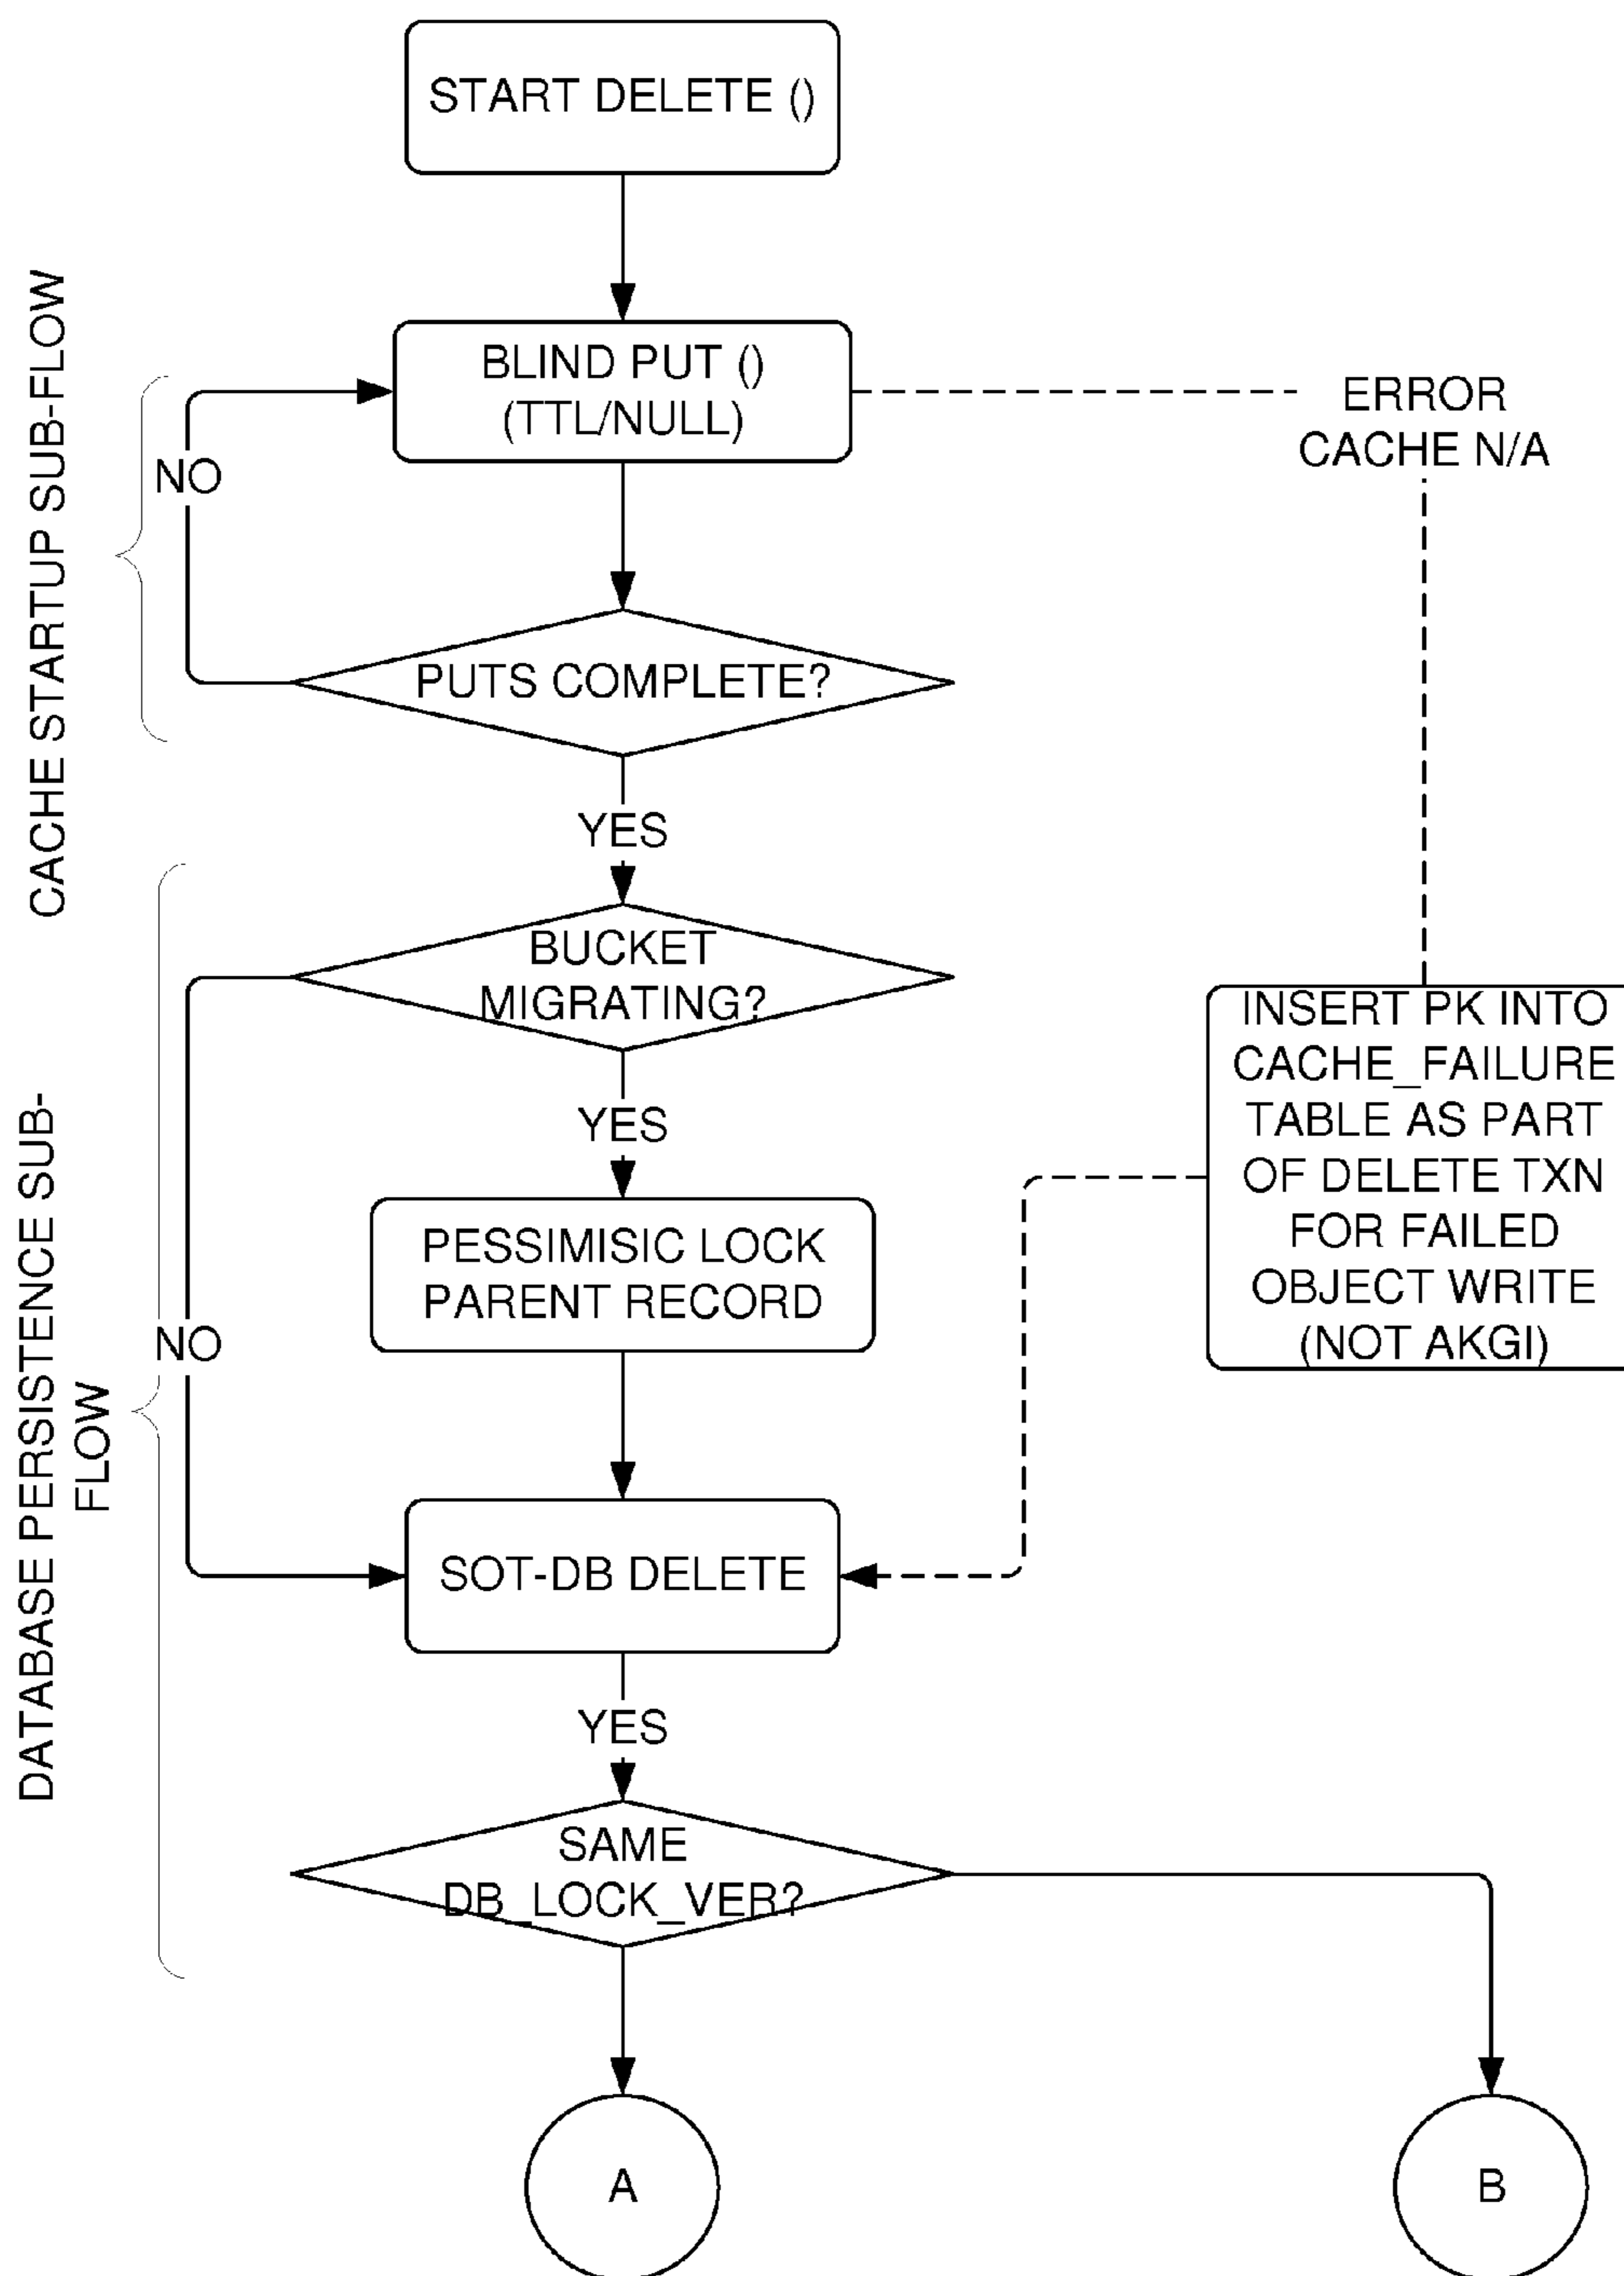 START DELETE ()
CACHE STARTUP SUB-FLOW
BLIND PUT ()
(TTL/NULL)
ERROR
CACHE N/A
NO
PUTS COMPLETE?
YES
BUCKET
MIGRATING?
INSERT PK INTO
CACHE_FAILURE
TABLE AS PART
OF DELETE TXN
FOR FAILED
OBJECT WRITE
(NOT AKGI)
YES
DATABASE PERSISTENCE SUB-
FLOW
PESSIMISIC LOCK
PARENT RECORD
NO
SOT-DB DELETE
YES
SAME
DB_LOCK_VER?
A
B